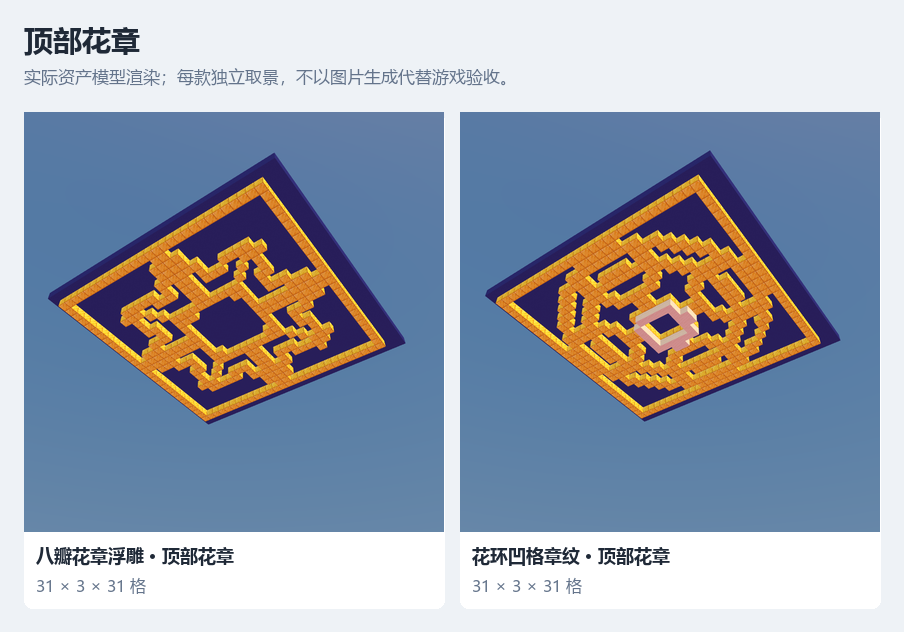 顶部花章
实际资产模型渲染；每款独立取景，不以图片生成代替游戏验收。
八瓣花章浮雕・顶部花章
31 × 3 × 31 格
花环凹格章纹・顶部花章
31 × 3 × 31 格